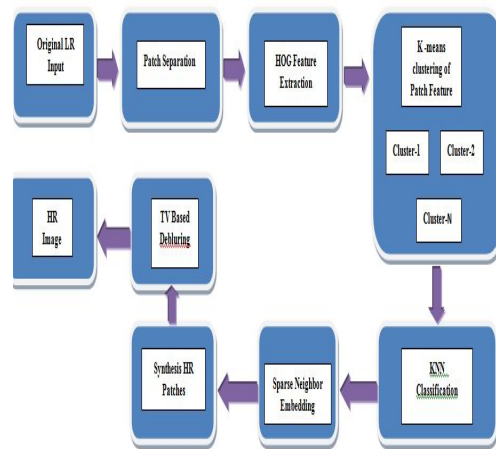 Original LR
Input
Patch Separation
HOG Feature
Extraction
K-means
clustering of
Patch Feature
Cluster-1
Cluster-2
Cluster-N
KNN
Classification
Sparse Neighbor
Embedding
Synthesis HR
Patches
TV Based
Debluring
HR
Image